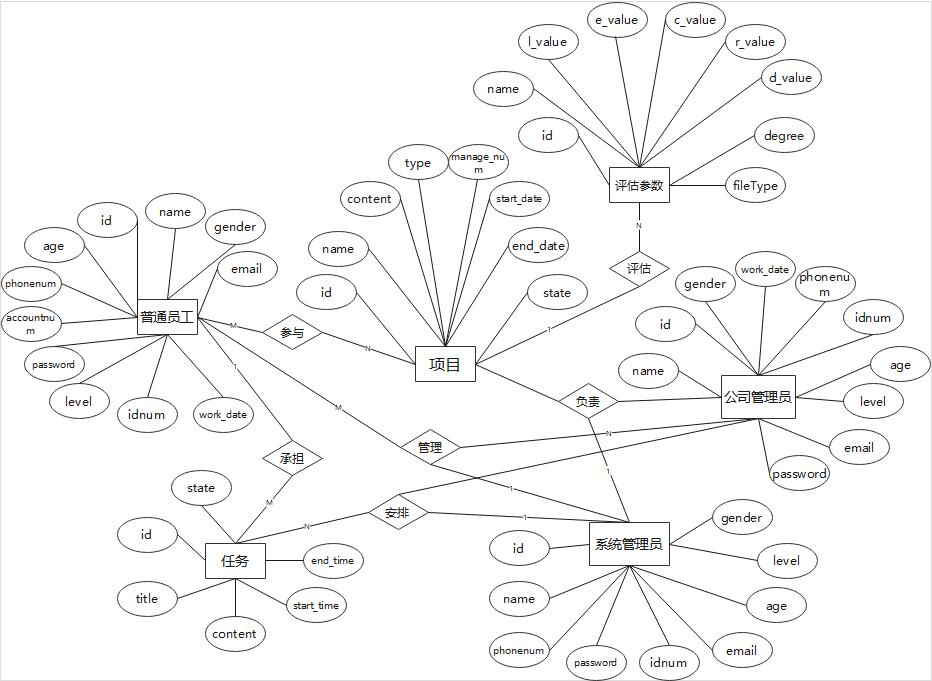 e_value
c_value
l_value
r_value
d_value
name
id
degree
评估参数
fileType
N
评估
1
type
manage_nu
m
content
start_date
name
end_date
id
state
项目
id
name
gender
age
email
phonenum
accountnu
m
普通员工
password
level
idnum
work_date
M
参与
N
1
M
承担
M
gender
work_date
phonenu
m
id
idnum
name
age
公司管理员
level
email
password
负责
N
管理
1
1
安排
N
1
state
id
任务
end_time
title
start_time
content
系统管理员
gender
id
level
name
age
phonenum
password
idnum
email